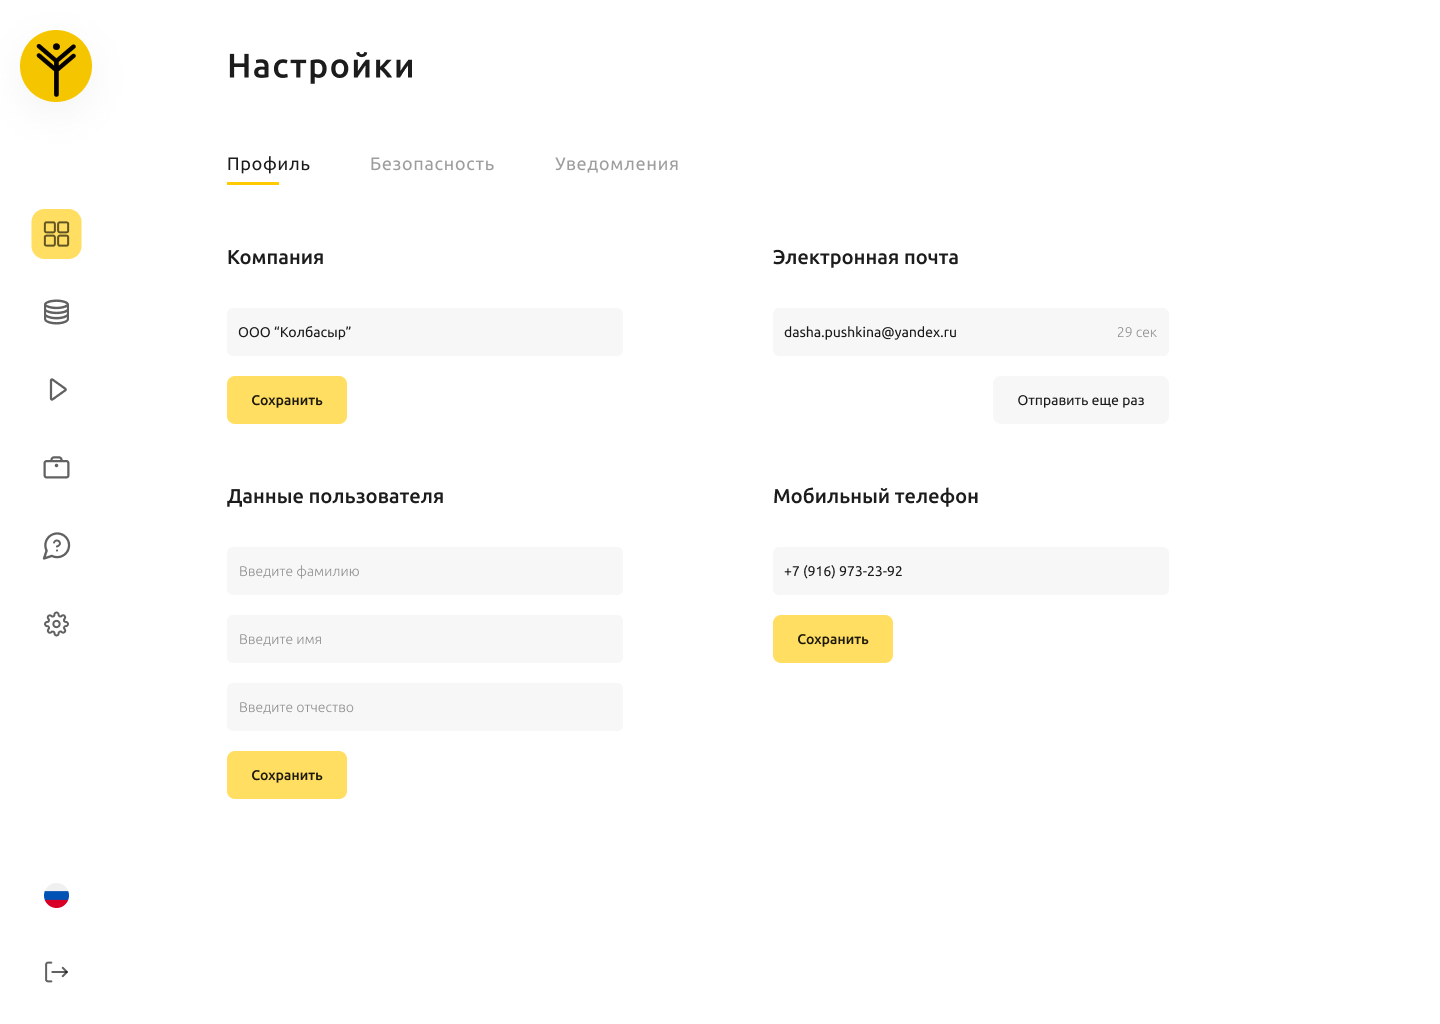 Настройки
Профиль
Безопасность
Уведомления
Компания
ООО “Колбасыр”
Сохранить
Электронная почта
dasha.pushkina@yandex.ru
29 сек
Отправить еще раз
Данные пользователя
Введите фамилию
Введите имя
Введите отчество
Сохранить
Мобильный телефон
+7 (916) 973-23-92
Сохранить